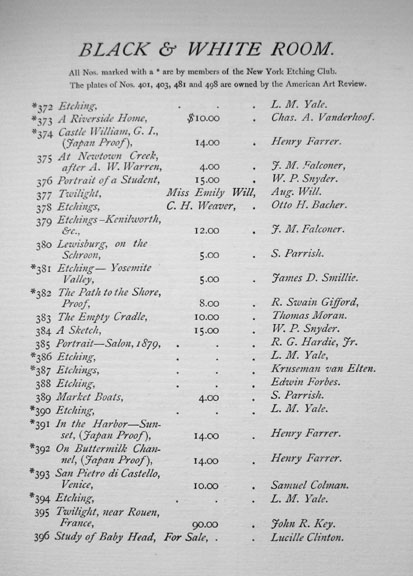 BLACK & WHITE ROOM.
All Nos. marked with a * are by members of the New York Etching Club.
The plates of Nos. 401, 403, 481 and 498 are owned by the American Art Review.
*372 Etching, . . . L. M. Yale.
*373 A Riverside Home, $10.00 . Chas. A. Vanderhoof.
*374 Castle William, G. I.,
(Japan Proof), 14.00 . Henry Farrer.
375 At Newtown Creek,
after A. W. Warren, 4.00 . J. M. Falconer,
376 Portrait of a Student, 15.00 . W. P. Snyder.
377 Twilight, Miss Emily Will, Aug. Will.
378 Etchings, C. H. Weaver, . Otto H. Bacher.
379 Etchings–Kenilworth,
&c., 12.00 . J. M. Falconer.
380 Lewisburg, on the
Schroon, 5.00 . S. Parrish.
*381 Etching— Yosemite
Valley, 5.00 . James D. Smillie.
*382 The Path to the Shore,
Proof, 8.00 . R. Swain Gifford,
383 The Empty Cradle, 10.00 . Thomas Moran.
384 A Sketch, 15.00 . W. P. Snyder.
385 Portrait—Salon, 1879, . . . R. G. Hardie, Jr.
*386 Etching, . . . L. M. Yale,
*387 Etchings, . . . Kruseman van Elten.
388 Etching, . . . Edwin Forbes.
389 Market Boats, 4.00 . S. Parrish.
*390 Etching, . . . L. M. Yale.
*391 In the Harbor—Sun-
set, (Japan Proof), 14.00 . Henry Farrer.
*392 On Buttermilk Chan-
nel, (Japan Proof), 14.00 . Henry Farrer.
*393 San Pietro di Castello,
Venice, 10.00 . Samuel Colman.
*394 Etching, . . . L. M. Yale.
395 Twilight, near Rouen,
France, 90.00 . John R. Key.
396 Study of Baby Head, For Sale, . . Lucille Clinton.